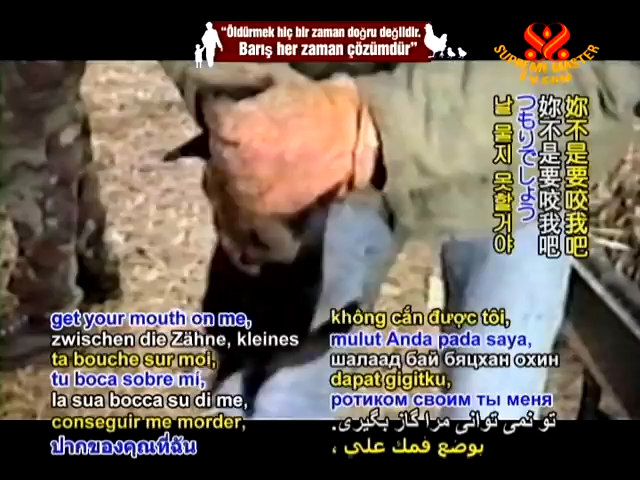 “Öldürmek hiç bir zaman doğru değildir.
Barış her zaman çözümdür”
SUPREME MASTER
TV.COM
妳不是要咬我吧
妳不是要咬我吧
つもりでしょう
날 물지 못할거야
get your mouth on me,
zwischen die Zähne, kleines
ta bouche sur moi,
tu boca sobre mí,
la sua bocca su di me,
conseguir me morder,
ปากของคุณที่ฉัน
không cắn được tôi,
mulut Anda pada saya,
шалаад бай бяцхан охин
dapat gigitku,
ротиком своим ты меня
تو نمی توانی مرا گاز بگیری.
بوضع فمك علي ،